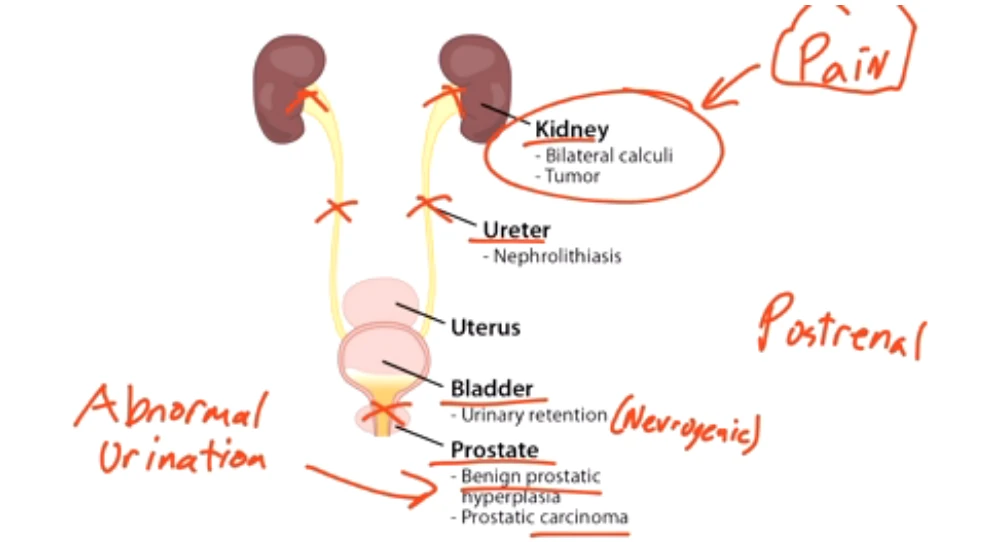 Pain
Kidney
- Bilateral calculi
- Tumor
Ureter
- Nephrolithiasis
Uterus
Postrenal
Bladder
- Urinary retention (Neurogenic)
Abnormal
Urination
Prostate
- Benign prostatic
hyperplasia
- Prostatic carcinoma